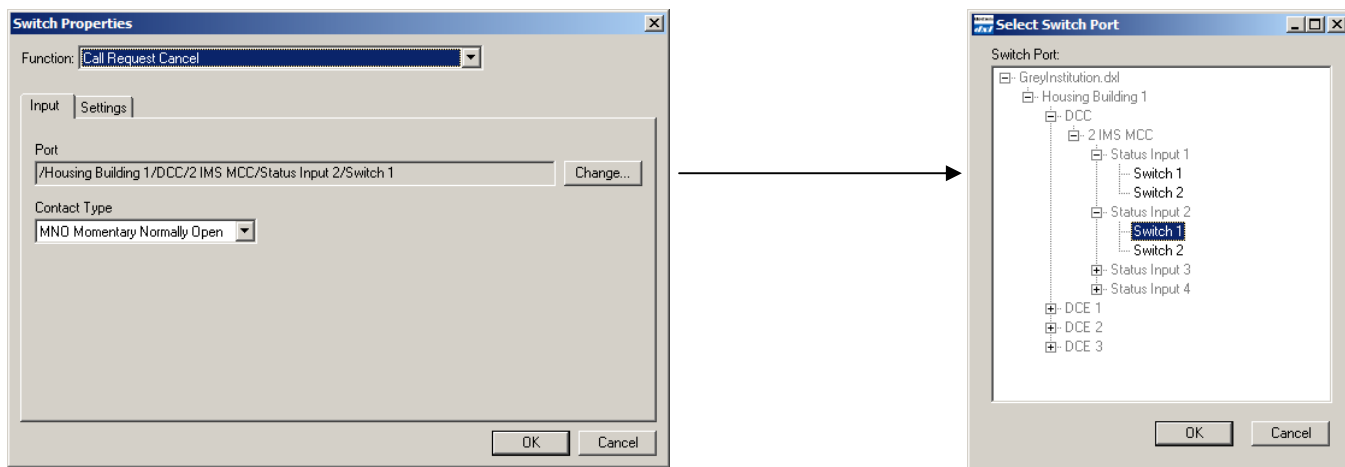 Switch Properties
Function: Call Request Cancel
Input Settings
Port
/Housing Building 1/DCC/2 IMS MCC/Status Input 2/Switch 1 Change...
Contact Type
MNO Momentary Normally Open
OK Cancel
Select Switch Port
Switch Port:
GreyInstitution.dxl
Housing Building 1
DCC
2 IMS MCC
Status Input 1
Switch 1
Switch 2
Status Input 2
Switch 1
Switch 2
Status Input 3
Status Input 4
DCE 1
DCE 2
DCE 3
OK Cancel